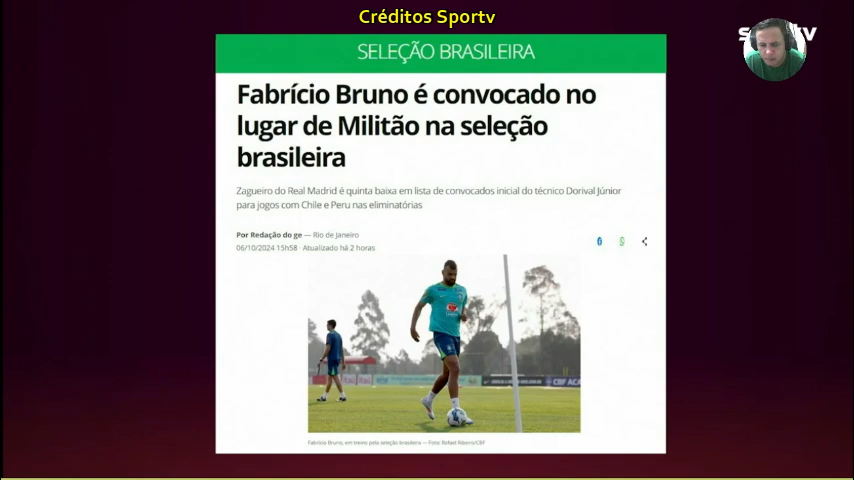 Créditos Sportv
SELEÇÃO BRASILEIRA
Fabrício Bruno é convocado no
lugar de Militão na seleção
brasileira
Zagueiro do Real Madrid é quinta baixa em lista de convocados inicial do técnico Dorival Júnior
para jogos com Chile e Peru nas eliminatórias
Por Redação do ge — Rio de Janeiro
06/10/2024 15h58 · Atualizado há 2 horas
Fabrício Bruno, em treino pela seleção brasileira — Foto: Rafael Ribeiro/CBF